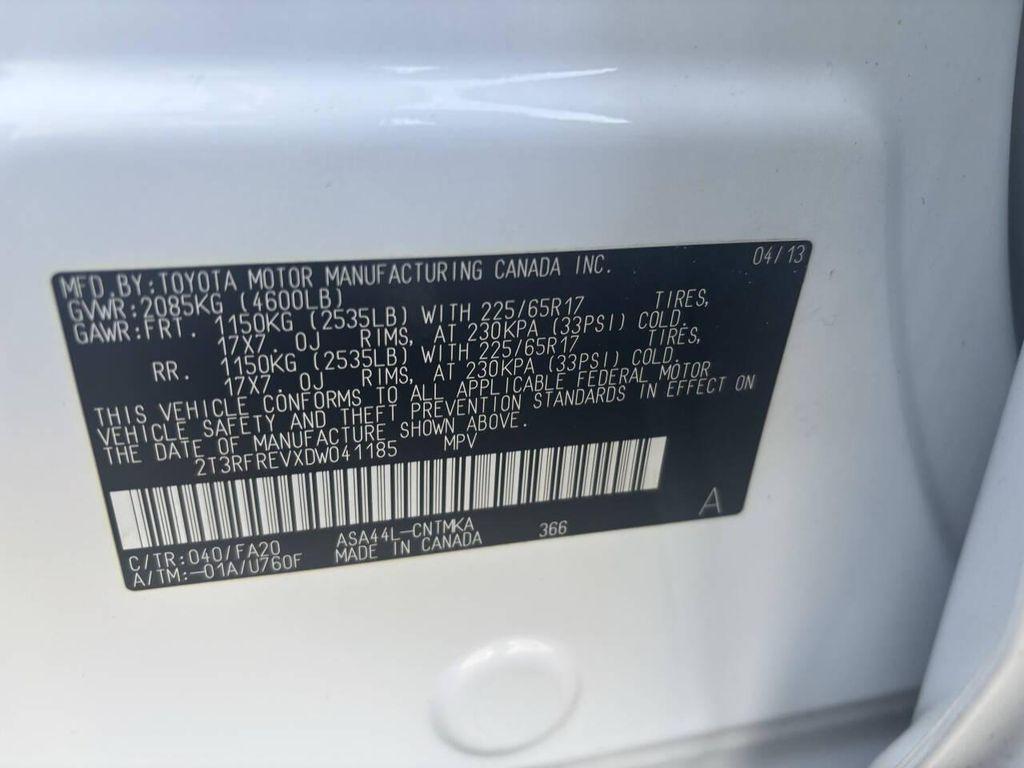 MFD. BY: TOYOTA MOTOR MANUFACTURING CANADA INC. 04/13
GVWR: 2085KG (4600LB)
GAWR: FRT. 1150KG (2535LB) WITH 225/65R17 TIRES,
17X7. 0J RIMS, AT 230KPA (33PSI) COLD.
RR. 1150KG (2535LB) WITH 225/65R17 TIRES,
17X7. 0J RIMS, AT 230KPA (33PSI) COLD.
THIS VEHICLE CONFORMS TO ALL APPLICABLE FEDERAL MOTOR
VEHICLE SAFETY AND THEFT PREVENTION STANDARDS IN EFFECT ON
THE DATE OF MANUFACTURE SHOWN ABOVE.
2T3RFREVXDW041185 MPV
A
C/TR: 040/FA20 ASA44L-CNTMKA 366
A/TM: -01A/U760F MADE IN CANADA